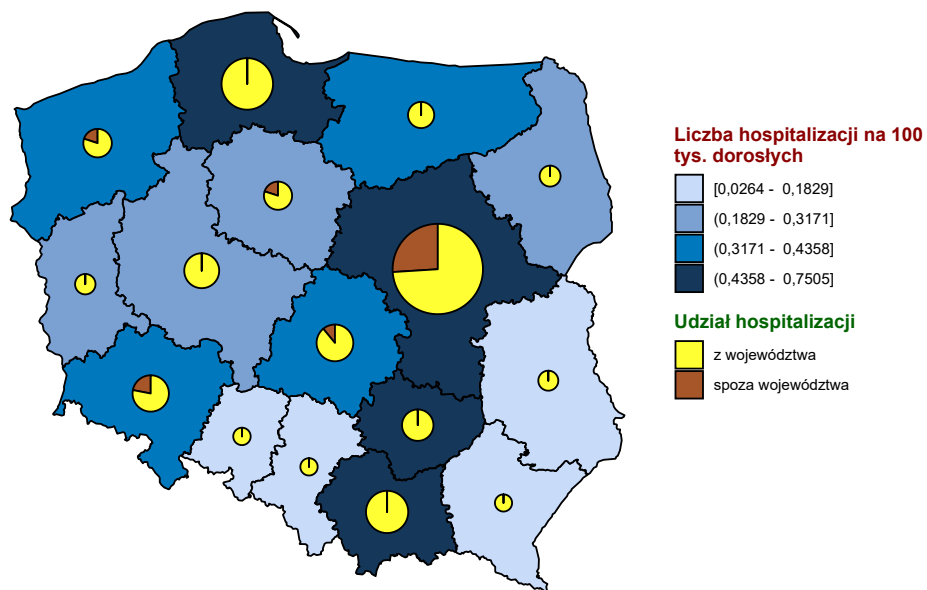 Liczba hospitalizacji na 100
tys. dorosłych
[0,0264 - 0,1829]
(0,1829 - 0,3171]
(0,3171 - 0,4358]
(0,4358 - 0,7505]
Udział hospitalizacji
z województwa
spoza województwa